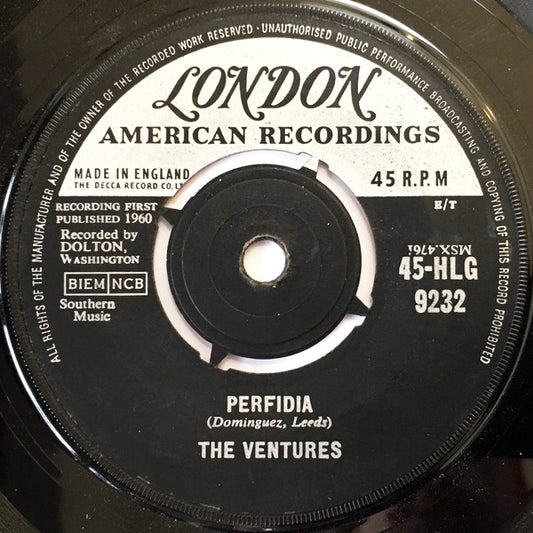 ALL RIGHTS OF THE MANUFACTURER AND OF THE OWNER OF THE RECORDED WORK RESERVED · UNAUTHORISED PUBLIC PERFORMANCE BROADCASTING AND COPYING OF THIS RECORD PROHIBITED
LONDON
AMERICAN RECORDINGS
MADE IN ENGLAND
THE DECCA RECORD CO. LT
45 R.P.M
E/T
RECORDING FIRST
PUBLISHED 1960
Recorded by
DOLTON,
WASHINGTON
BIEM NCB
Southern
Music
MSX.4761
45-HLG
9232
PERFIDIA
(Dominguez, Leeds)
THE VENTURES